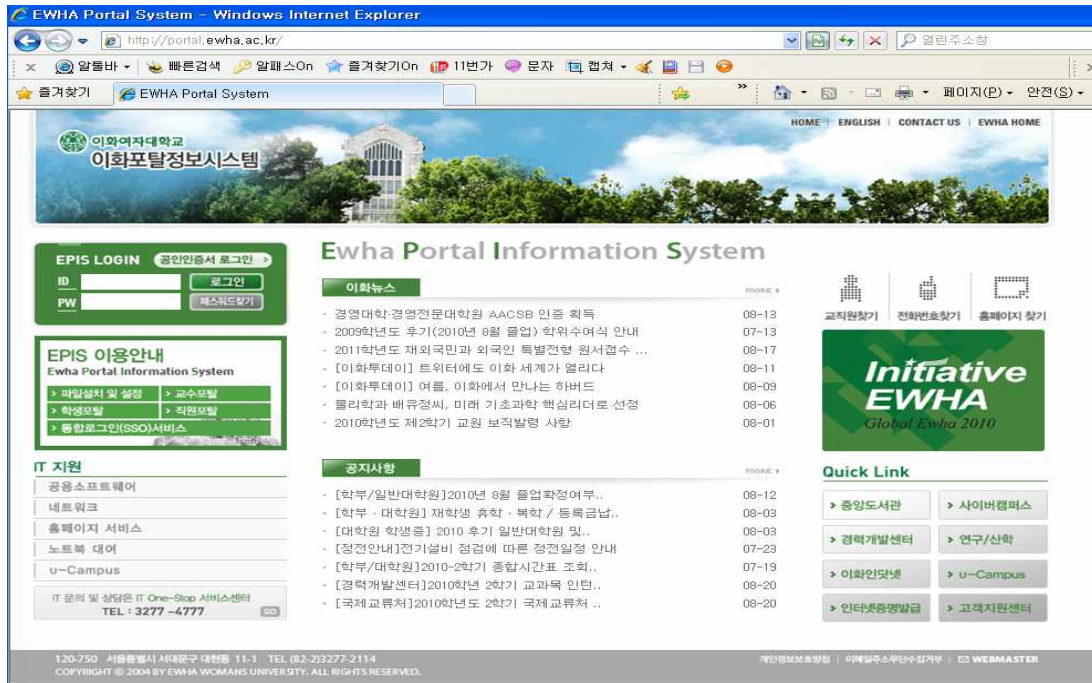 EWHA Portal System - Windows Internet Explorer
http://portal.ewha.ac.kr/
열린주소창
알툴바 빠른검색 알패스On 즐겨찾기On 11번가 문자 캡쳐
즐겨찾기 EWHA Portal System 페이지(P) 안전(S)
HOME | ENGLISH | CONTACT US | EWHA HOME
이화여자대학교
이화포탈정보시스템
EPIS LOGIN 공인인증서 로그인 >
ID 로그인
PW 패스워드찾기
EPIS 이용안내
Ewha Portal Information System
> 파일설치 및 설정 > 교수포탈
> 학생포탈 > 직원포탈
> 통합로그인(SSO)서비스
IT 지원
공용소프트웨어
네트워크
홈페이지 서비스
노트북 대여
u-Campus
IT 문의 및 상담은 IT One-Stop 서비스센터
TEL : 3277 -4777 GO
Ewha Portal Information System
이화뉴스 more
- 경영대학·경영전문대학원 AACSB 인증 획득 08-13
- 2009학년도 후기(2010년 8월 졸업) 학위수여식 안내 07-13
- 2011학년도 재외국민과 외국인 특별전형 원서접수 ... 08-17
- [이화투데이] 트위터에도 이화 세계가 열리다 08-11
- [이화투데이] 여름, 이화에서 만나는 하버드 08-09
- 물리학과 배유정씨, 미래 기초과학 핵심리더로 선정 08-06
- 2010학년도 제2학기 교원 보직발령 사항 08-01
공지사항 more
- [학부/일반대학원]2010년 8월 졸업확정여부.. 08-12
- [학부 · 대학원] 재학생 휴학 · 복학 / 등록금납.. 08-03
- [대학원 학생증] 2010 후기 일반대학원 및.. 08-03
- [정전안내]전기설비 점검에 따른 정전일정 안내 07-23
- [학부/대학원]2010-2학기 종합시간표 조회.. 07-19
- [경력개발센터]2010학년 2학기 교과목 인턴.. 08-20
- [국제교류처]2010학년도 2학기 국제교류처 .. 08-20
교직원찾기 전화번호찾기 홈페이지 찾기
Initiative
EWHA
Global Ewha 2010
Quick Link
> 중앙도서관 > 사이버캠퍼스
> 경력개발센터 > 연구/산학
> 이화인닷넷 > u-Campus
> 인터넷증명발급 > 고객지원센터
120-750 서울특별시 서대문구 대현동 11-1 TEL (82-2)3277-2114
COPYRIGHT © 2004 BY EWHA WOMANS UNIVERSITY. ALL RIGHTS RESERVED.
개인정보보호방침 | 이메일주소무단수집거부 | WEBMASTER